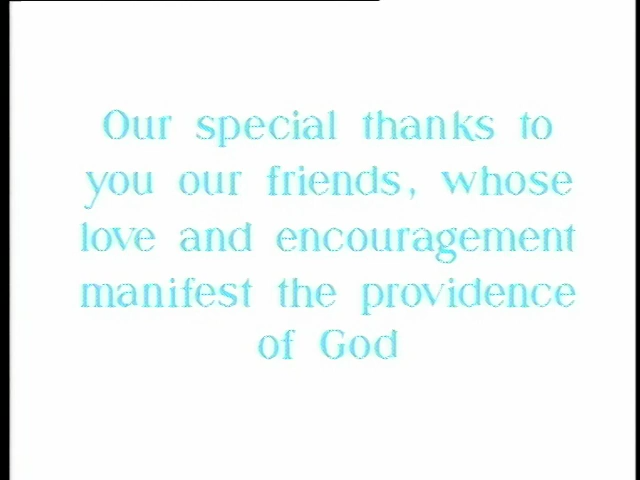 Our special thanks to
you our friends, whose
love and encouragement
manifest the providence
of God